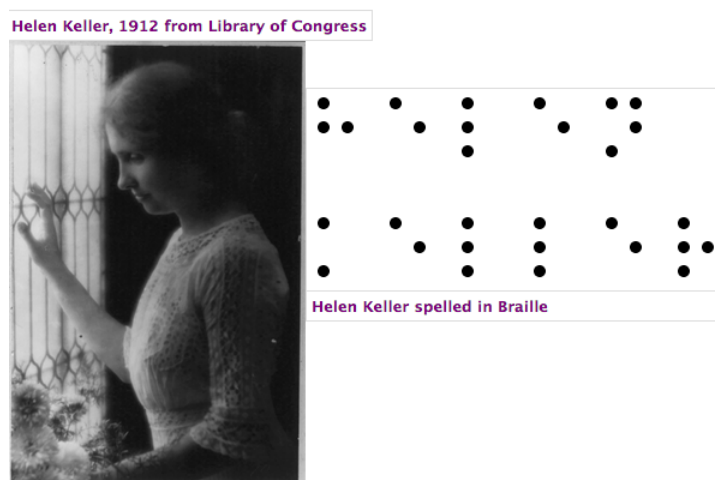 Helen Keller, 1912 from Library of Congress
⠓⠑⠇⠑⠝
⠅⠑⠇⠇⠑⠗
Helen Keller spelled in Braille